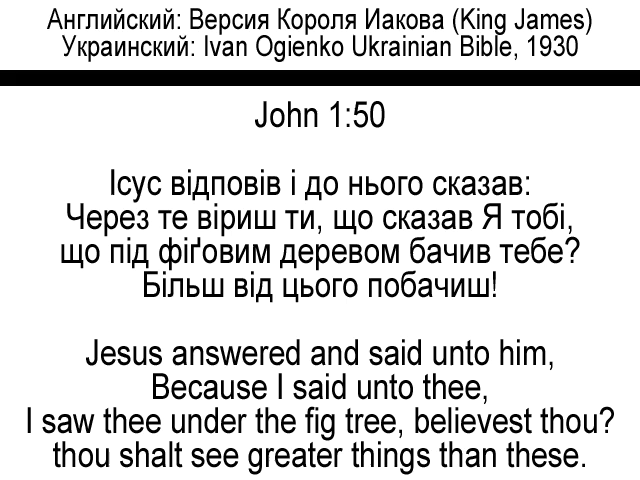 Английский: Версия Короля Иакова (King James)
Украинский: Ivan Ogienko Ukrainian Bible, 1930
John 1:50
Ісус відповів і до нього сказав:
Через те віриш ти, що сказав Я тобі,
що під фіґовим деревом бачив тебе?
Більш від цього побачиш!
Jesus answered and said unto him,
Because I said unto thee,
I saw thee under the fig tree, believest thou?
thou shalt see greater things than these.